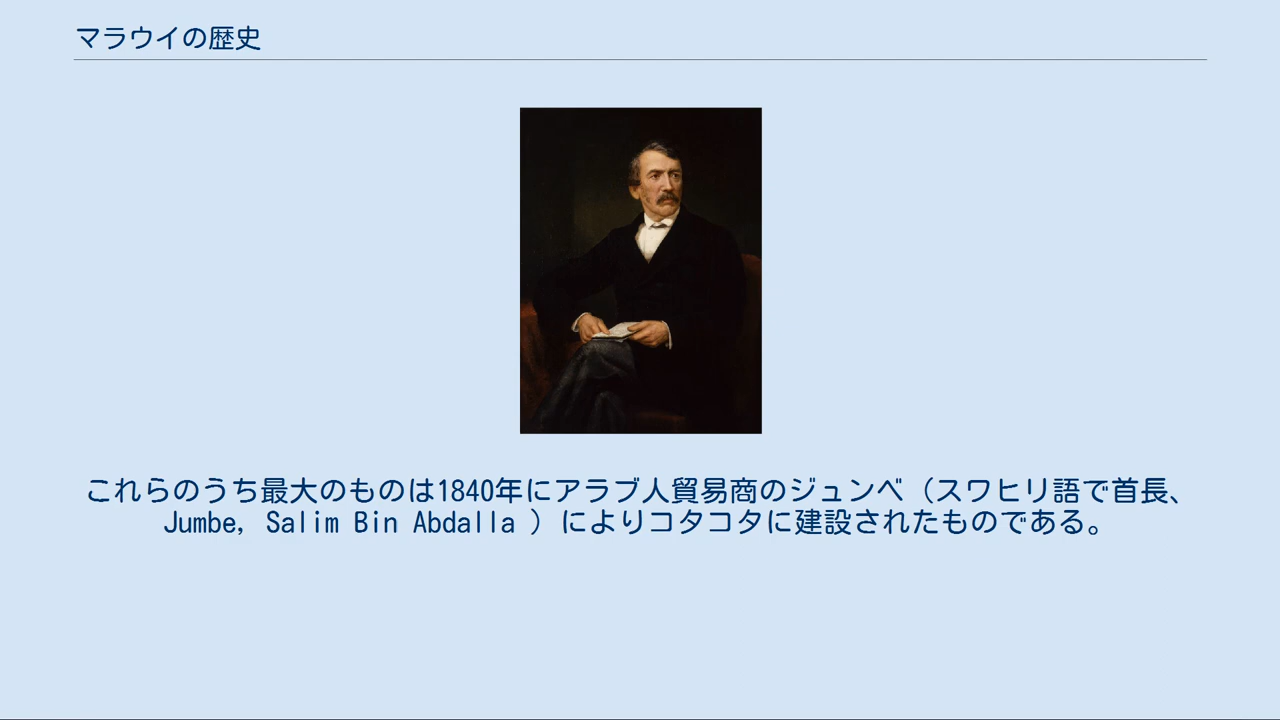 マラウイの歴史
これらのうち最大のものは1840年にアラブ人貿易商のジュンベ（スワヒリ語で首長、
Jumbe, Salim Bin Abdalla ）によりコタコタに建設されたものである。